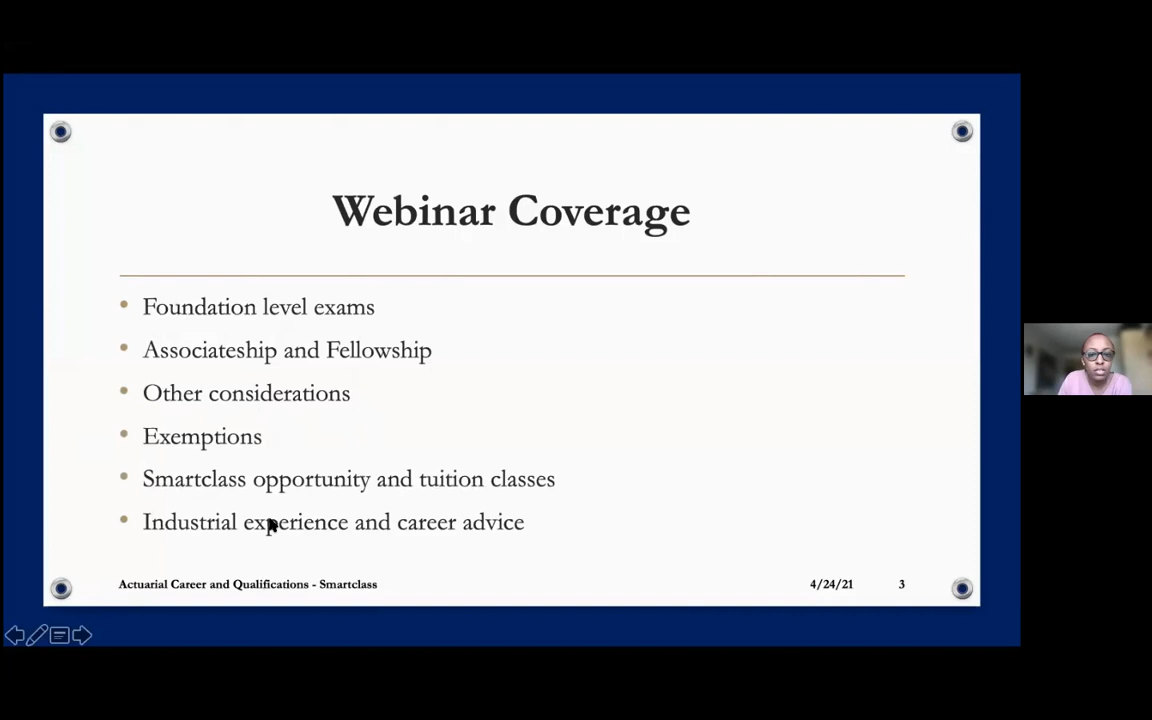 Webinar Coverage
Foundation level exams
Associateship and Fellowship
Other considerations
Exemptions
Smartclass opportunity and tuition classes
Industrial experience and career advice
Actuarial Career and Qualifications - Smartclass
4/24/21
3